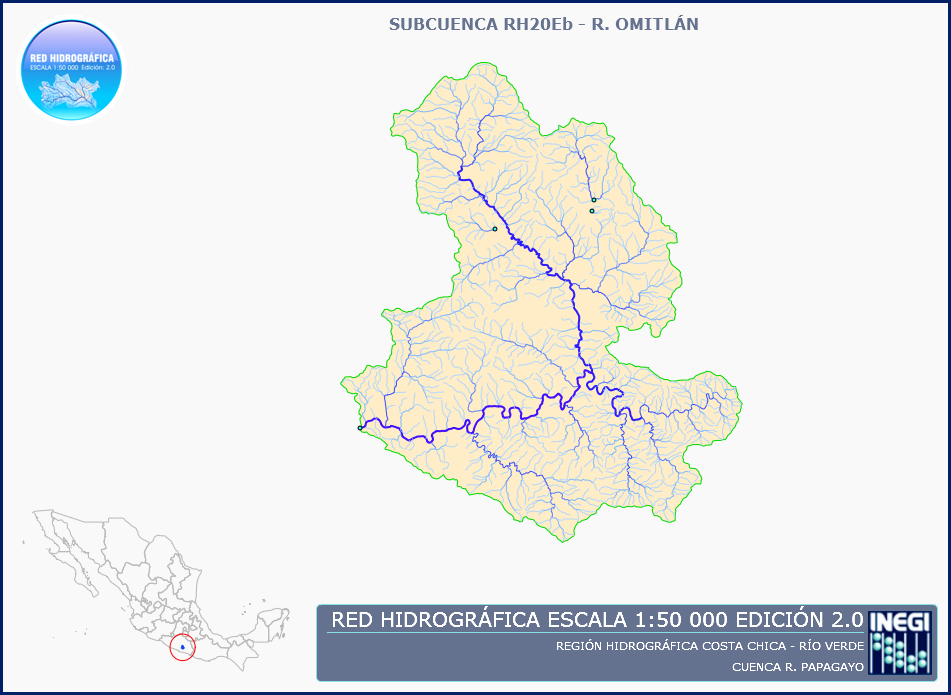 SUBCUENCA RH20Eb - R. OMITLÁN
RED HIDROGRÁFICA
ESCALA 1:50 000 Edición: 2.0
RED HIDROGRÁFICA ESCALA 1:50 000 EDICIÓN 2.0
REGIÓN HIDROGRÁFICA COSTA CHICA - RÍO VERDE
CUENCA R. PAPAGAYO
INEGI